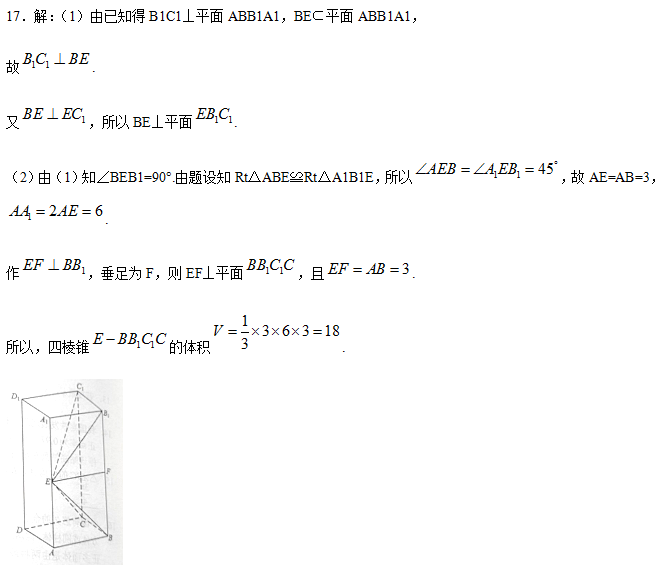 17．解：（1）由已知得 B1C1⊥平面 ABB1A1，BE⊂平面 ABB1A1，
故 B₁C₁ ⊥ BE .
又 BE ⊥ EC₁ ，所以 BE⊥平面 EB₁C₁ .
（2）由（1）知∠BEB1=90°.由题设知 Rt△ABE≌Rt△A1B1E，所以 ∠AEB = ∠A₁EB₁ = 45° ，故 AE=AB=3，
AA₁ = 2AE = 6 .
作 EF ⊥ BB₁ ，垂足为 F，则 EF⊥平面 BB₁C₁C ，且 EF = AB = 3 .
所以，四棱锥 E − BB₁C₁C 的体积 V = 1/3 ×3×6×3 = 18 .
C₁
D₁
B₁
A₁
F
E
D
C
B
A